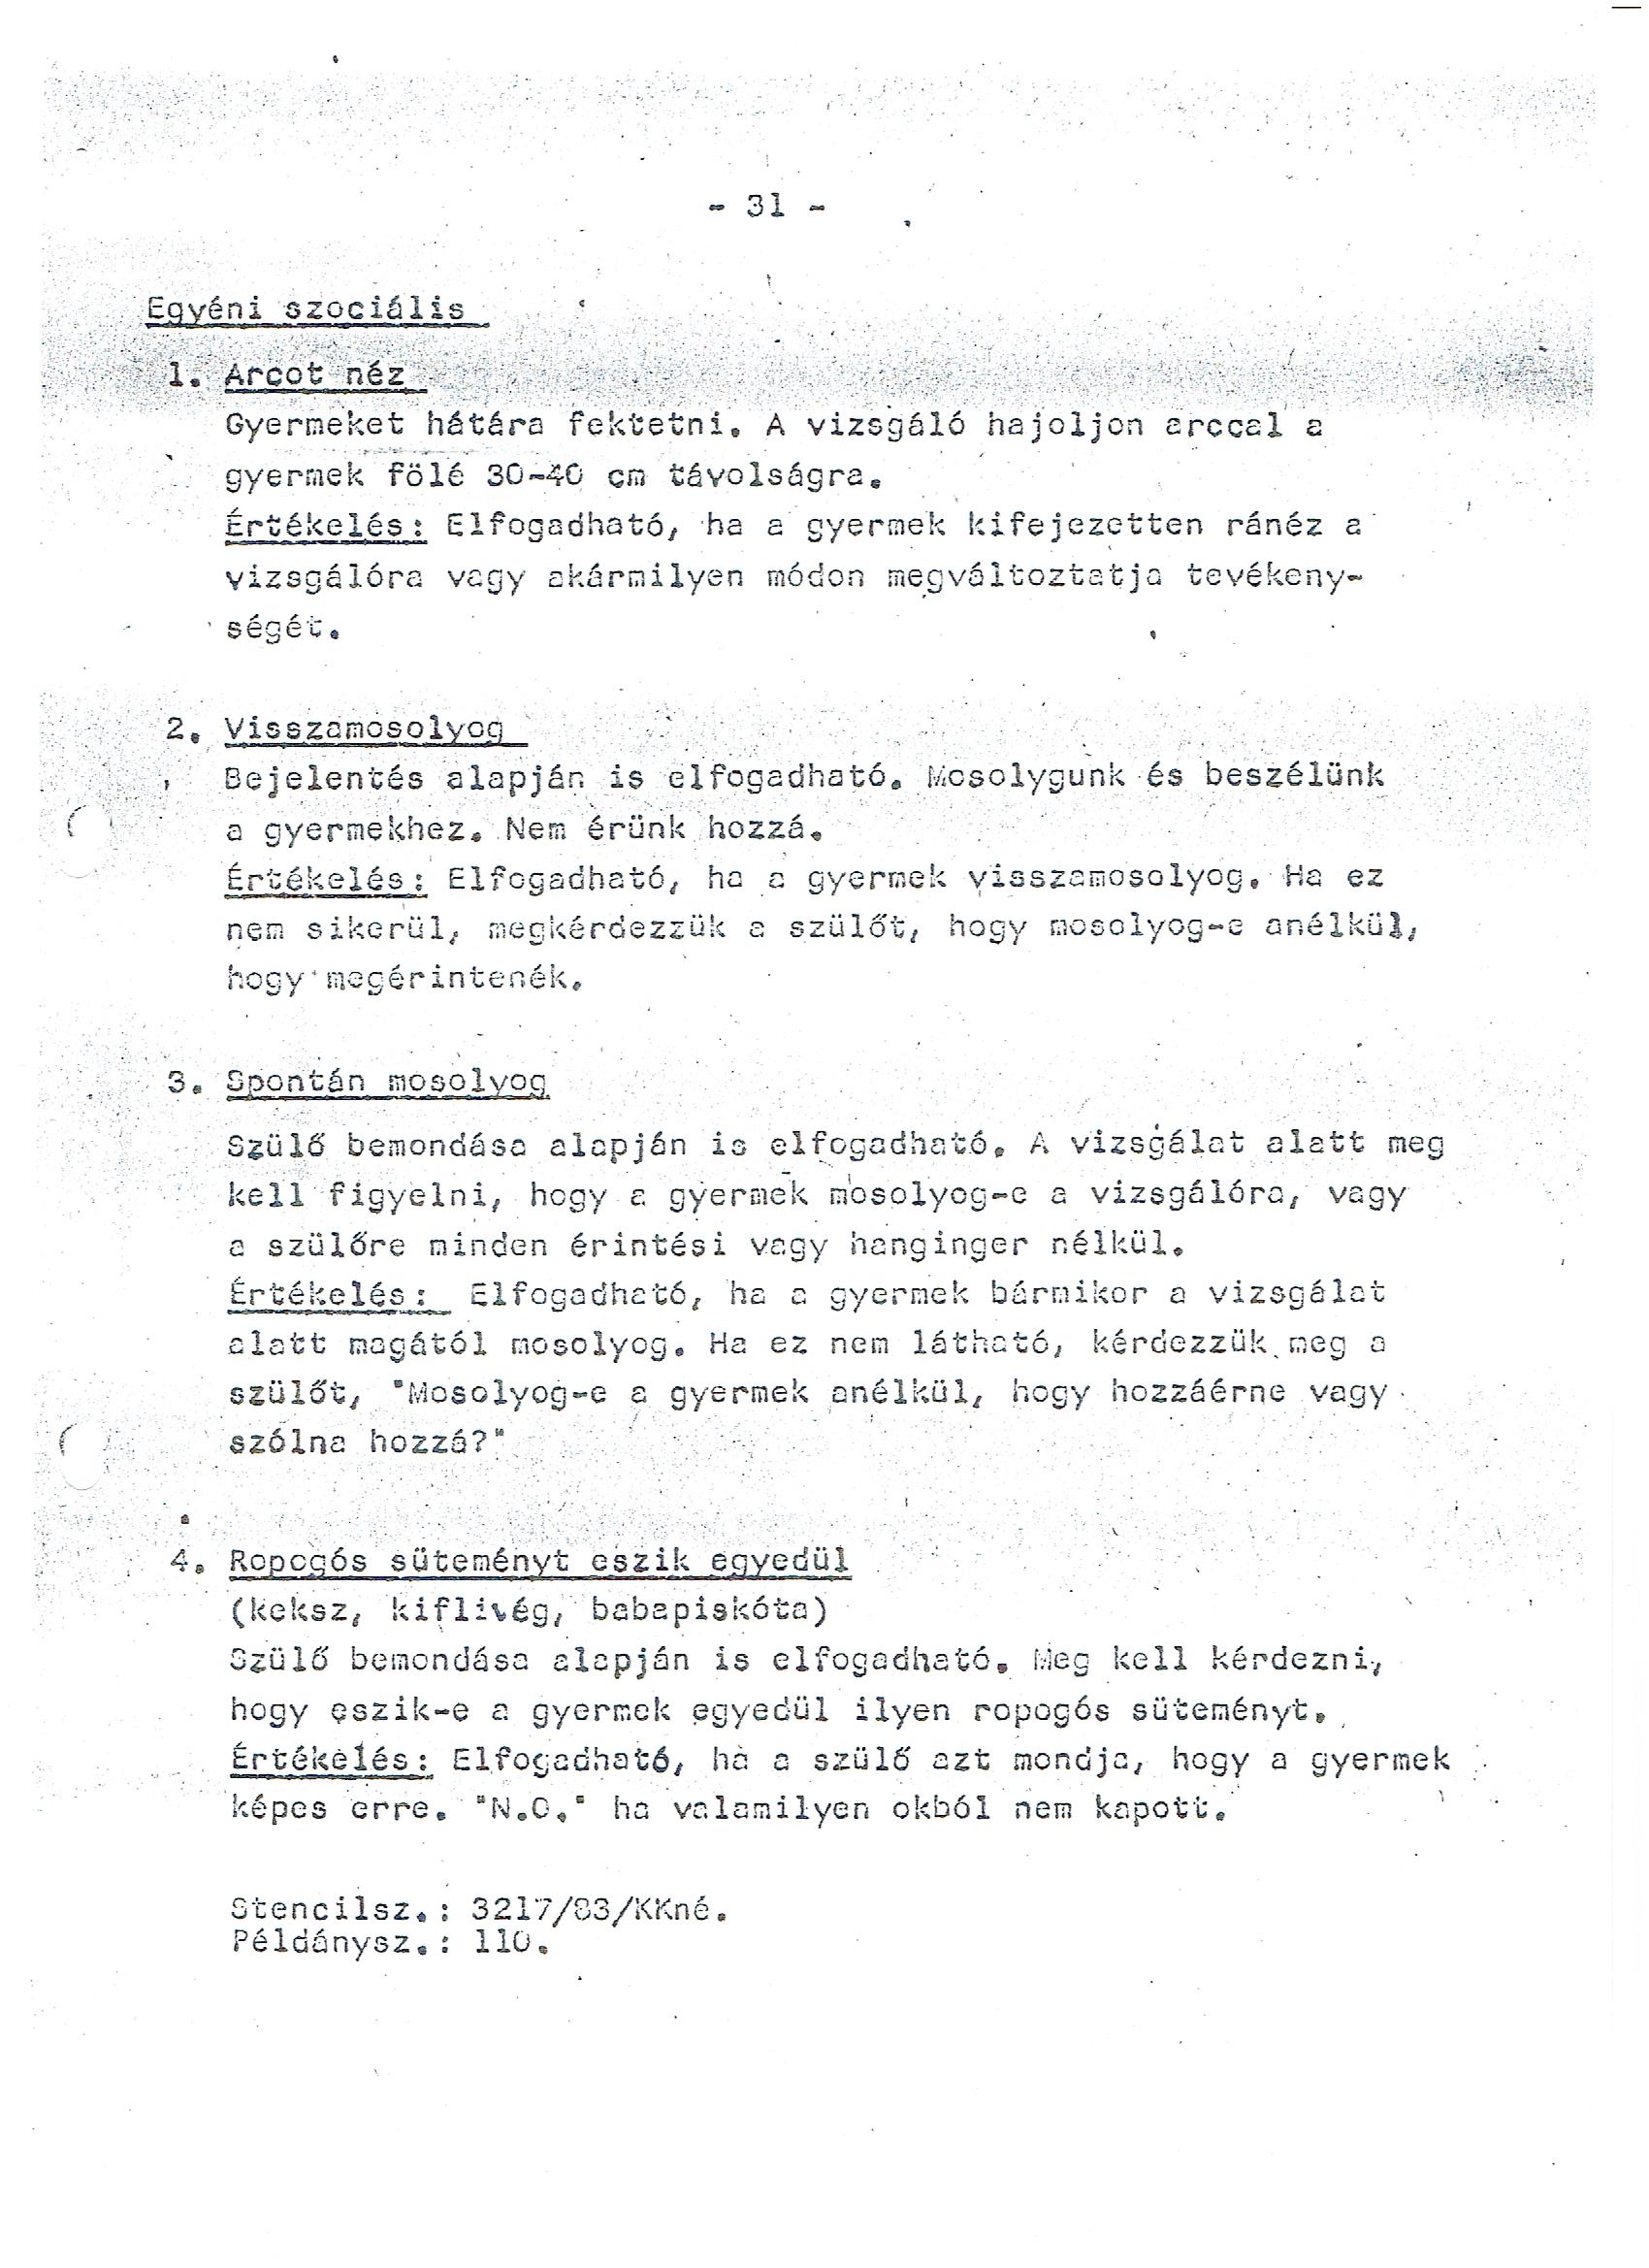 - 31 -
Egyéni szociális
1. Arcot néz
Gyermeket hátára fektetni. A vizsgáló hajoljon arccal a
gyermek fölé 30-40 cm távolságra.
Értékelés: Elfogadható, ha a gyermek kifejezetten ránéz a
vizsgálóra vagy akármilyen módon megváltoztatja tevékeny-
ségét.
2. Visszamosolyog
Bejelentés alapján is elfogadható. Mosolygunk és beszélünk
a gyermekhez. Nem érünk hozzá.
Értékelés: Elfogadható, ha a gyermek visszamosolyog. Ha ez
nem sikerül, megkérdezzük a szülőt, hogy mosolyog-e anélkül,
hogy megérintenék.
3. Spontán mosolyog
Szülő bemondása alapján is elfogadható. A vizsgálat alatt meg
kell figyelni, hogy a gyermek mosolyog-e a vizsgálóra, vagy
a szülőre minden érintési vagy hanginger nélkül.
Értékelés: Elfogadható, ha a gyermek bármikor a vizsgálat
alatt magától mosolyog. Ha ez nem látható, kérdezzük meg a
szülőt, "Mosolyog-e a gyermek anélkül, hogy hozzáérne vagy
szólna hozzá?"
4. Ropogós süteményt eszik egyedül
(keksz, kiflivég, babapiskóta)
Szülő bemondása alapján is elfogadható. Meg kell kérdezni,
hogy eszik-e a gyermek egyedül ilyen ropogós süteményt.
Értékelés: Elfogadható, ha a szülő azt mondja, hogy a gyermek
képes erre. "N.O." ha valamilyen okból nem kapott.
Stencilsz.: 3217/83/KKné.
Példánysz.: 110.